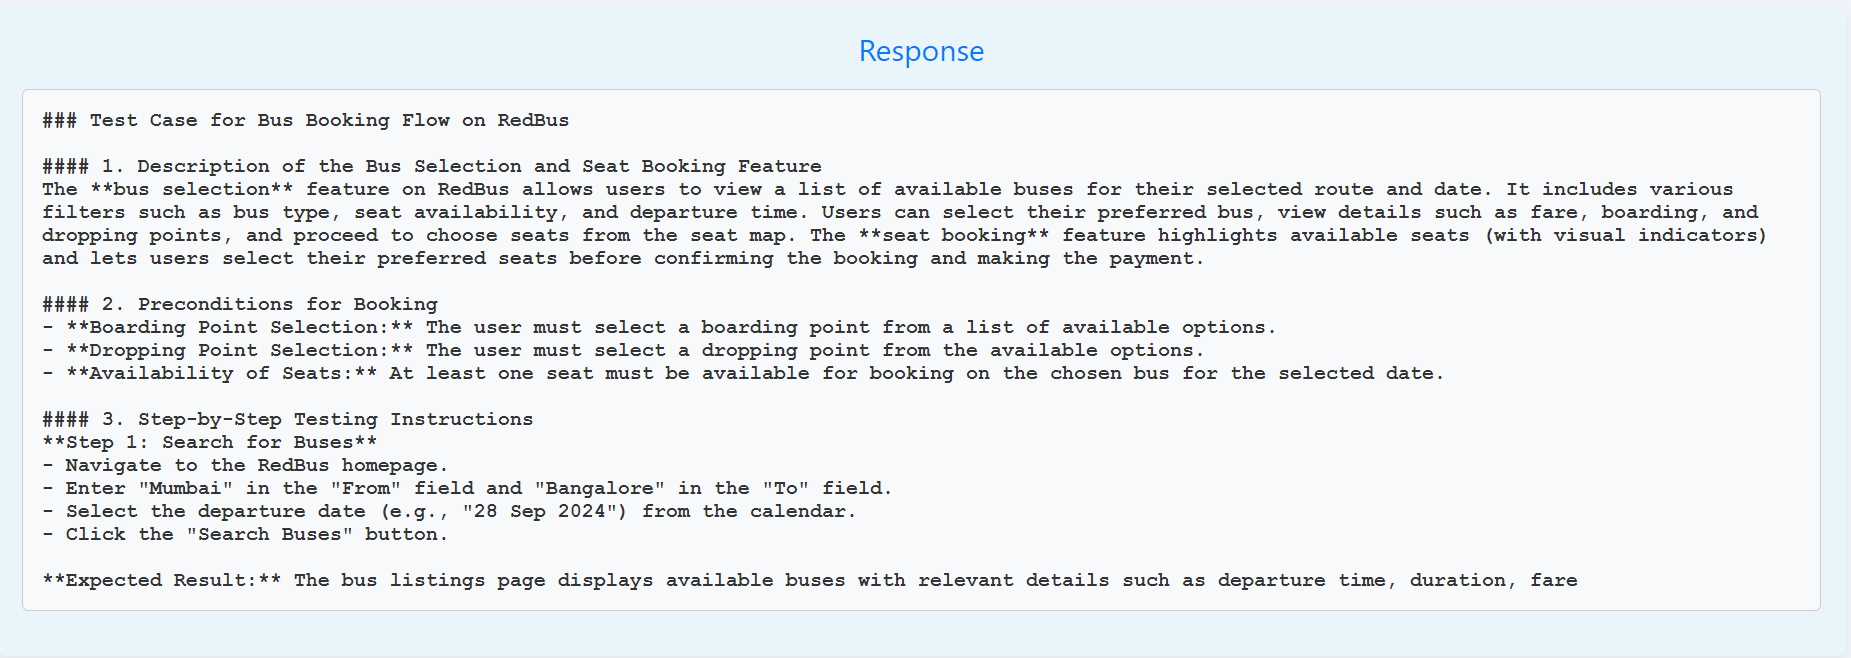 Response
### Test Case for Bus Booking Flow on RedBus
#### 1. Description of the Bus Selection and Seat Booking Feature
The **bus selection** feature on RedBus allows users to view a list of available buses for their selected route and date. It includes various
filters such as bus type, seat availability, and departure time. Users can select their preferred bus, view details such as fare, boarding, and
dropping points, and proceed to choose seats from the seat map. The **seat booking** feature highlights available seats (with visual indicators)
and lets users select their preferred seats before confirming the booking and making the payment.
#### 2. Preconditions for Booking
- **Boarding Point Selection:** The user must select a boarding point from a list of available options.
- **Dropping Point Selection:** The user must select a dropping point from the available options.
- **Availability of Seats:** At least one seat must be available for booking on the chosen bus for the selected date.
#### 3. Step-by-Step Testing Instructions
**Step 1: Search for Buses**
- Navigate to the RedBus homepage.
- Enter "Mumbai" in the "From" field and "Bangalore" in the "To" field.
- Select the departure date (e.g., "28 Sep 2024") from the calendar.
- Click the "Search Buses" button.
**Expected Result:** The bus listings page displays available buses with relevant details such as departure time, duration, fare